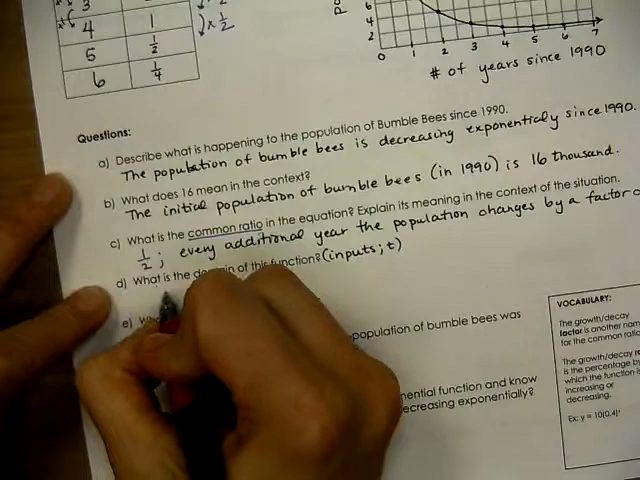 3
4 1
) x 1/2
5 1/2
6 1/4
6
4
2
0 1 2 3 4 5 6 7
# of years since 1990
Questions:
a) Describe what is happening to the population of Bumble Bees since 1990.
The population of bumble bees is decreasing exponentially since 1990.
b) What does 16 mean in the context?
The initial population of bumble bees (in 1990) is 16 thousand.
c) What is the common ratio in the equation? Explain its meaning in the context of the situation.
1/2 ; every additional year the population changes by a factor o
d) What is the domain of this function? (inputs; t)
e)
population of bumble bees was
nential function and know
ecreasing exponentially?
VOCABULARY:
The growth/decay
factor is another nam
for the common ratio
The growth/decay
is the percentage by
which the function is
increasing or
decreasing.
Ex: y = 10(0.4)ᵗ